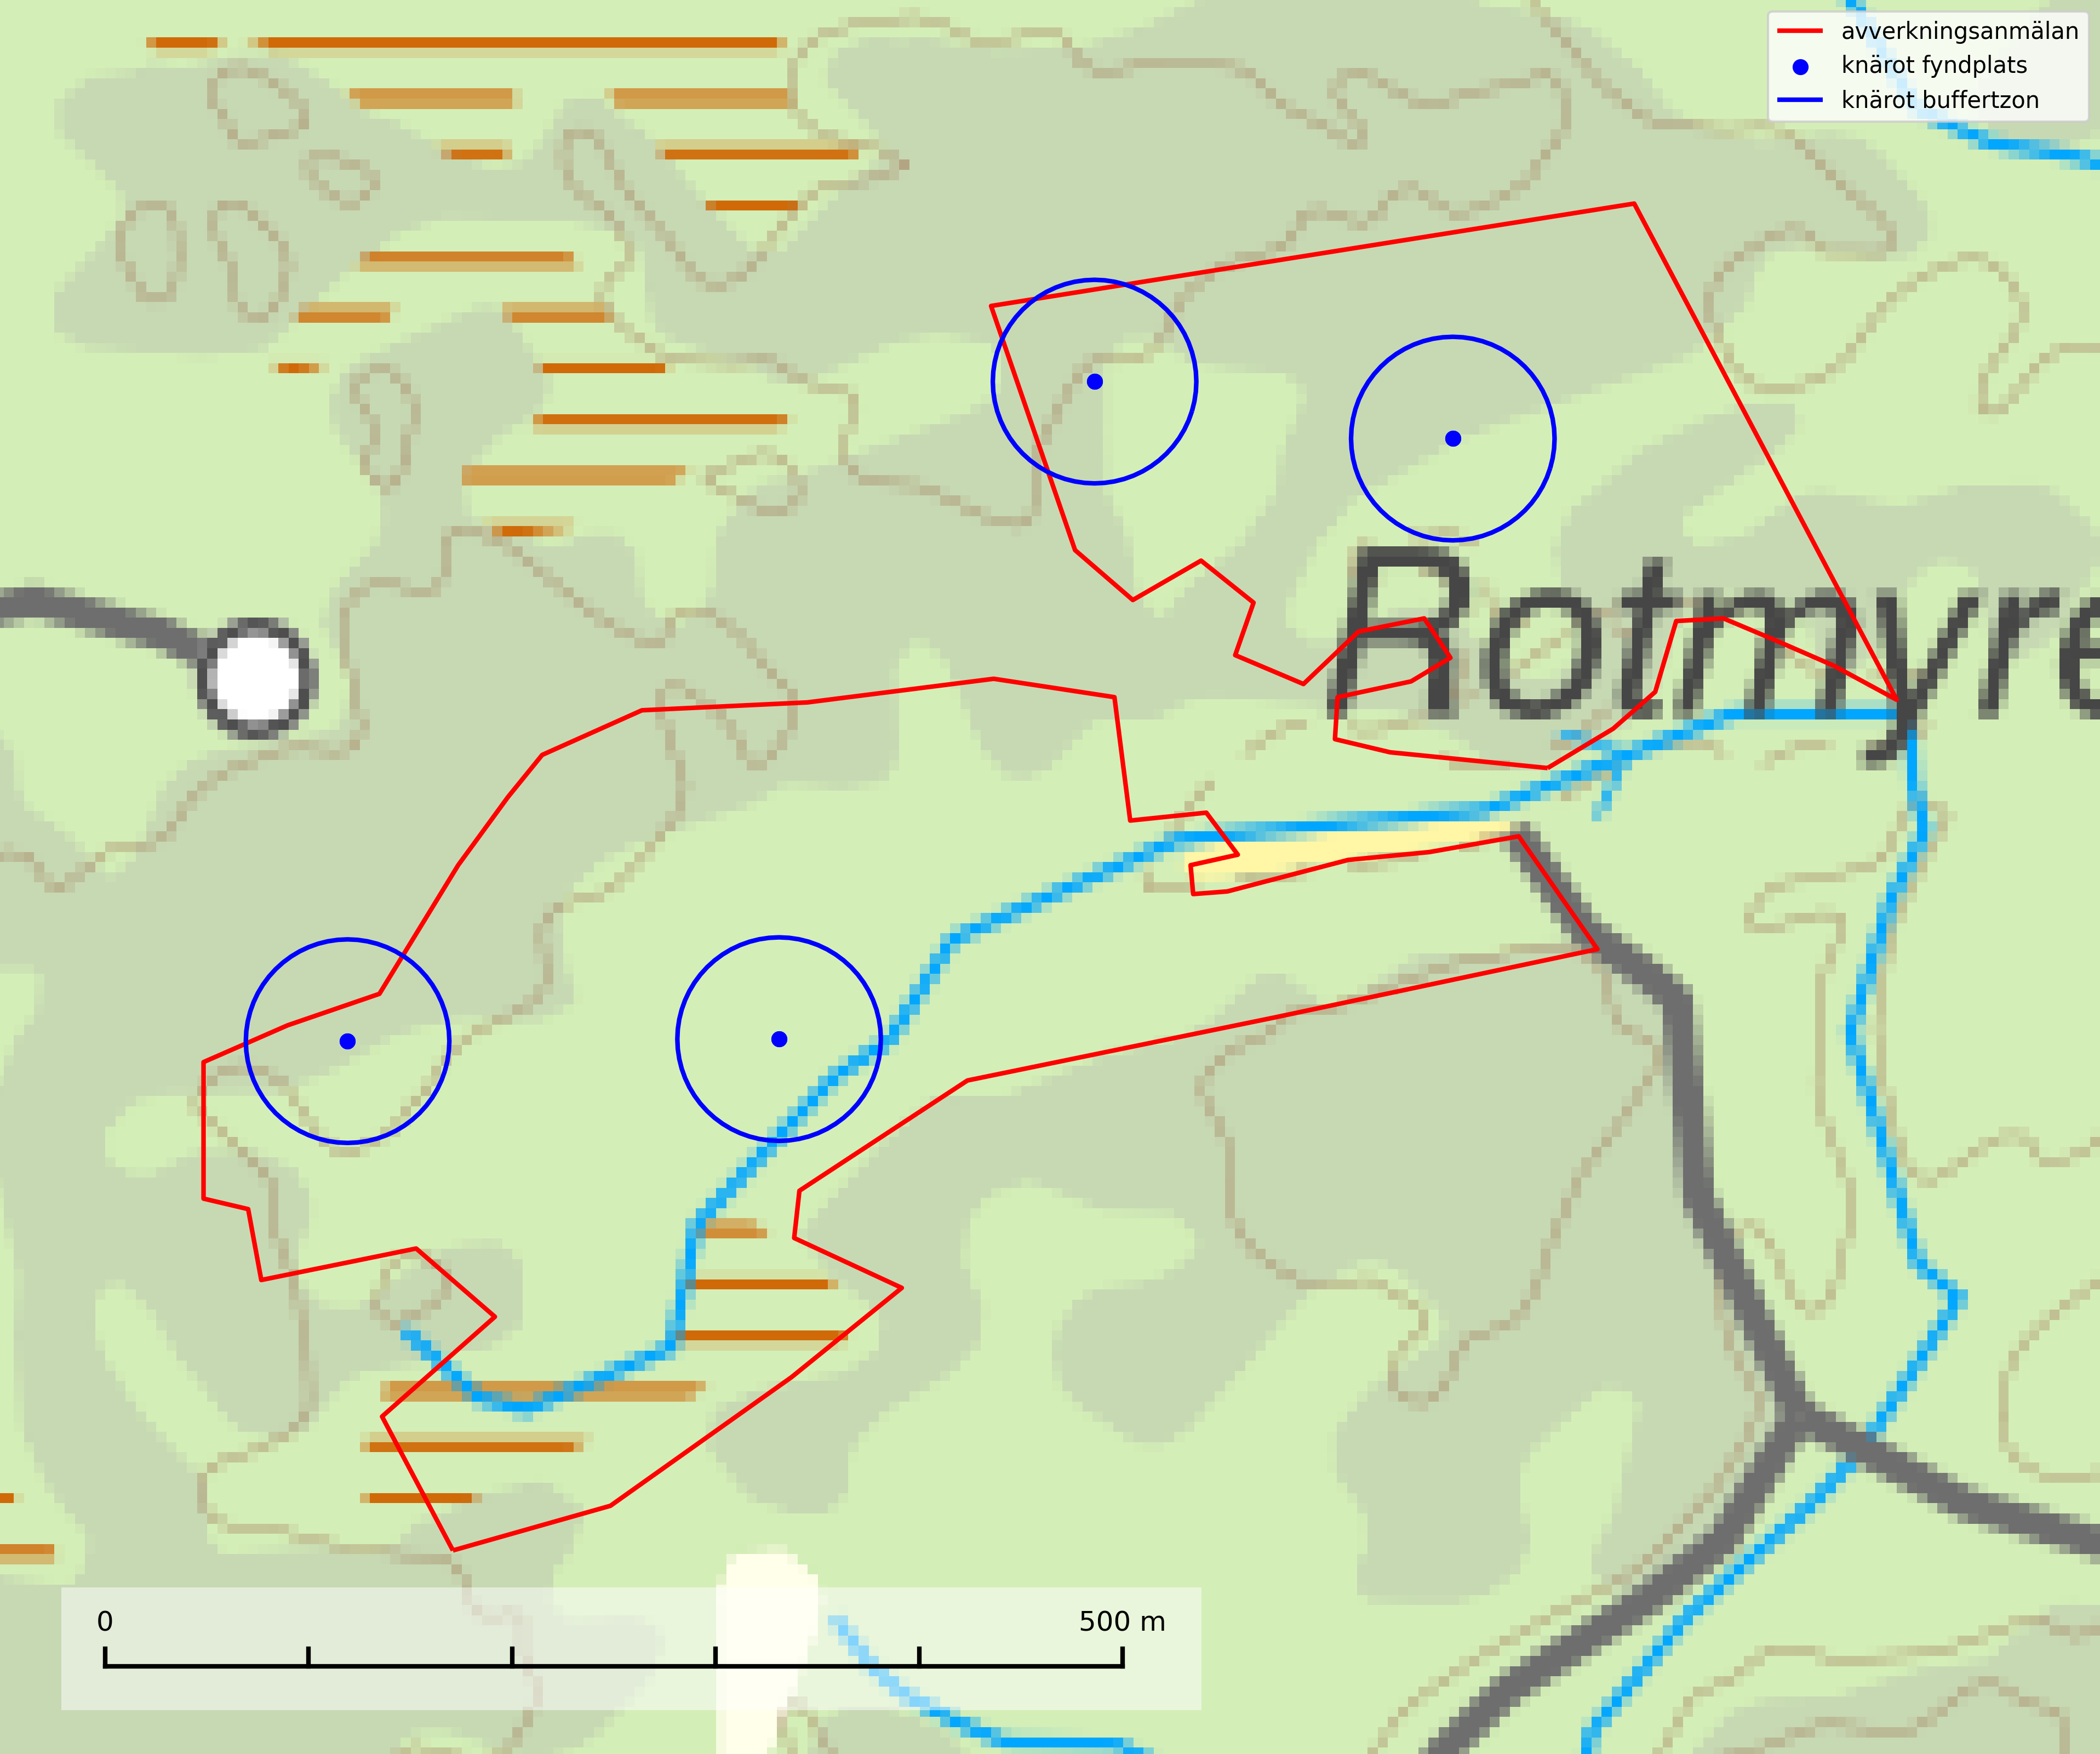 avverkningsanmälan
knärot fyndplats
knärot buffertzon
Rotmyre
0 500 m